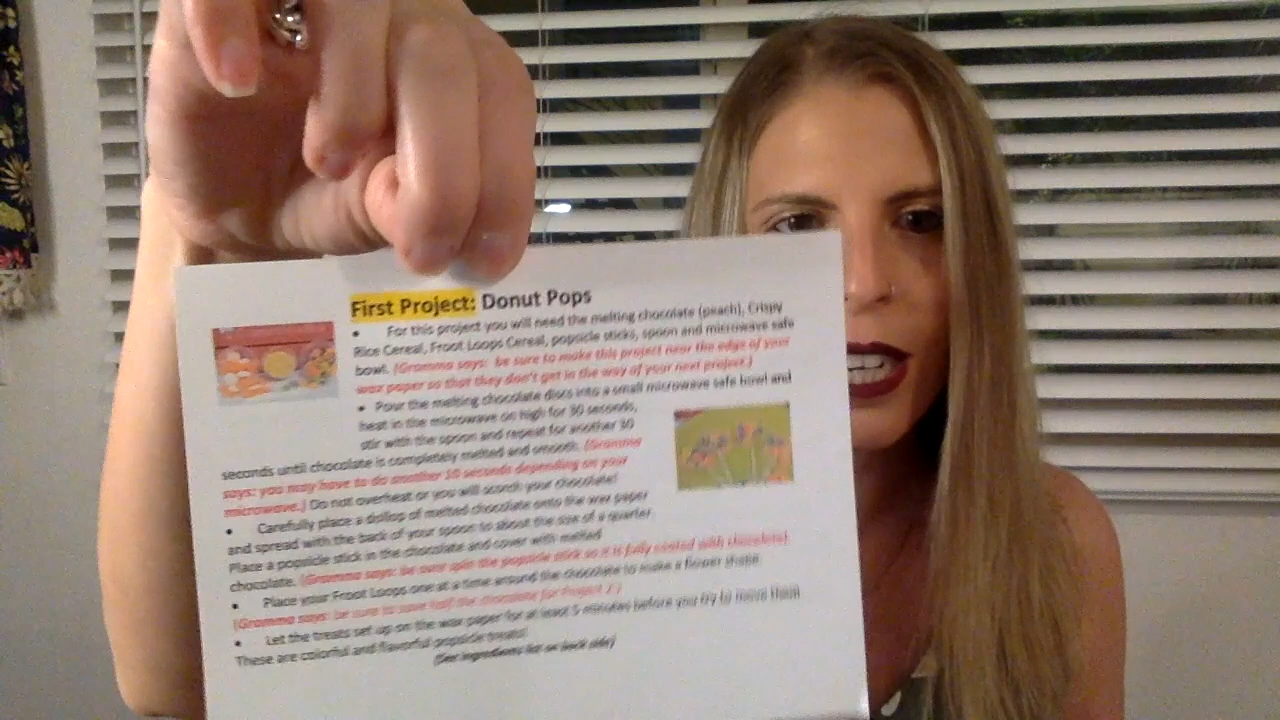 First Project: Donut Pops
• For this project you will need the melting chocolate (peach), Crispy
Rice Cereal, Froot Loops Cereal, popsicle sticks, spoon and microwave safe
bowl. (Gramma says: be sure to make this project near the edge of your
wax paper so that they don't get in the way of your next project.)
• Pour the melting chocolate discs into a small microwave safe bowl and
heat in the microwave on high for 30 seconds,
stir with the spoon and repeat for another 30
seconds until chocolate is completely melted and smooth. (Gramma
says: you may have to do another 10 seconds depending on your
microwave.) Do not overheat or you will scorch your chocolate!
• Carefully place a dollop of melted chocolate onto the wax paper
and spread with the back of your spoon to about the size of a quarter.
Place a popsicle stick in the chocolate and cover with melted
chocolate. (Gramma says: be sure spin the popsicle stick so it is fully coated with chocolate).
• Place your Froot Loops one at a time around the chocolate to make a flower shape.
(Gramma says: be sure to save half the chocolate for Project 2.)
• Let the treats set up on the wax paper for at least 5 minutes before you try to move them
These are colorful and flavorful popsicle treats!
(See ingredients list on back side)